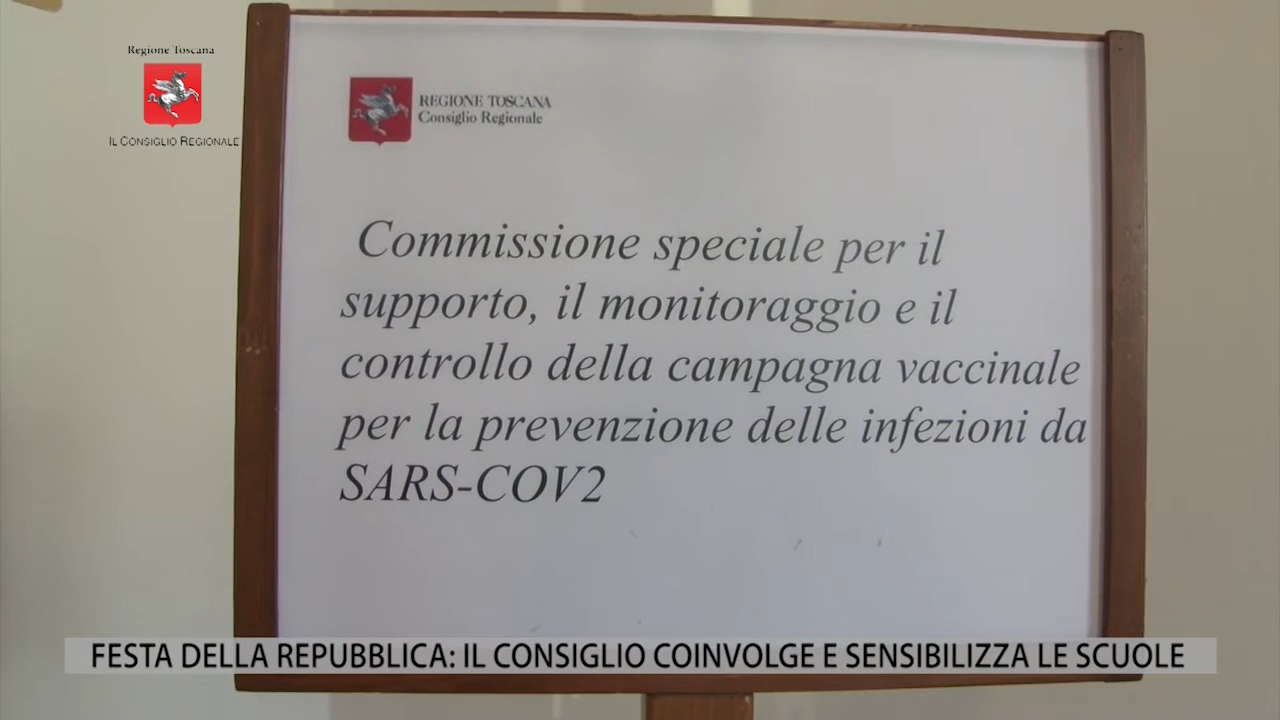 Regione Toscana
IL CONSIGLIO REGIONALE
REGIONE TOSCANA
Consiglio Regionale
Commissione speciale per il
supporto, il monitoraggio e il
controllo della campagna vaccinale
per la prevenzione delle infezioni da
SARS-COV2
FESTA DELLA REPUBBLICA: IL CONSIGLIO COINVOLGE E SENSIBILIZZA LE SCUOLE